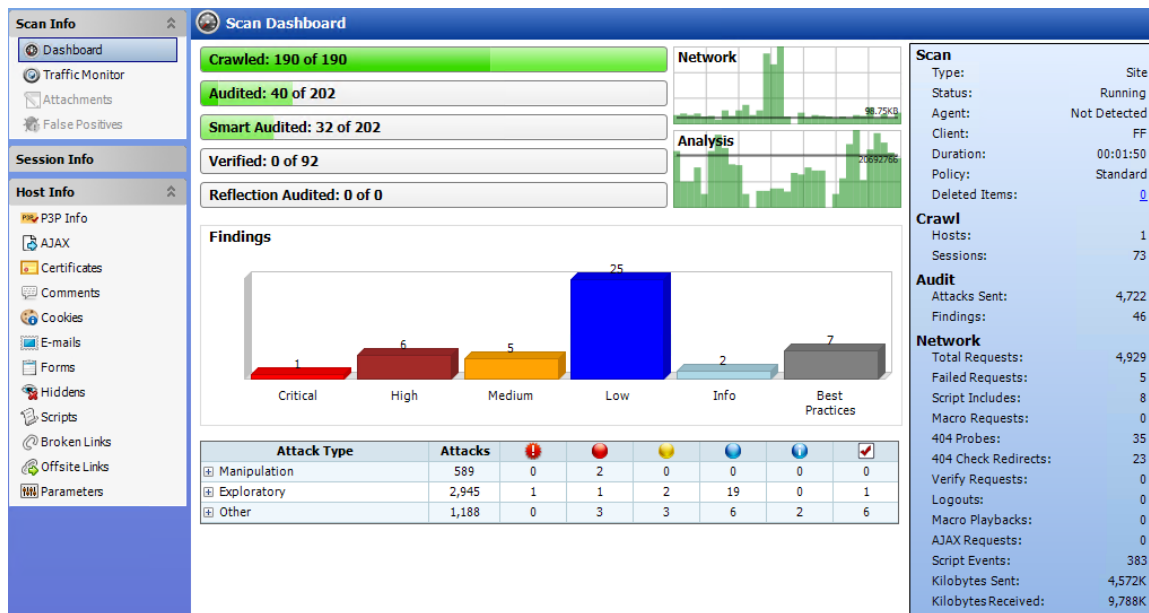 Scan Info
Dashboard
Traffic Monitor
Attachments
False Positives
Session Info
Host Info
P3P Info
AJAX
Certificates
Comments
Cookies
E-mails
Forms
Hiddens
Scripts
Broken Links
Offsite Links
Parameters
Scan Dashboard
Crawled: 190 of 190
Audited: 40 of 202
Smart Audited: 32 of 202
Verified: 0 of 92
Reflection Audited: 0 of 0
Network
98.75KB
Analysis
20692766
Findings
1 6 5 25 2 7
Critical High Medium Low Info Best Practices
Attack Type Attacks
Manipulation 589 0 2 0 0 0 0
Exploratory 2,945 1 1 2 19 0 1
Other 1,188 0 3 3 6 2 6
Scan
Type: Site
Status: Running
Agent: Not Detected
Client: FF
Duration: 00:01:50
Policy: Standard
Deleted Items: 0
Crawl
Hosts: 1
Sessions: 73
Audit
Attacks Sent: 4,722
Findings: 46
Network
Total Requests: 4,929
Failed Requests: 5
Script Includes: 8
Macro Requests: 0
404 Probes: 35
404 Check Redirects: 23
Verify Requests: 0
Logouts: 0
Macro Playbacks: 0
AJAX Requests: 0
Script Events: 383
Kilobytes Sent: 4,572K
Kilobytes Received: 9,788K